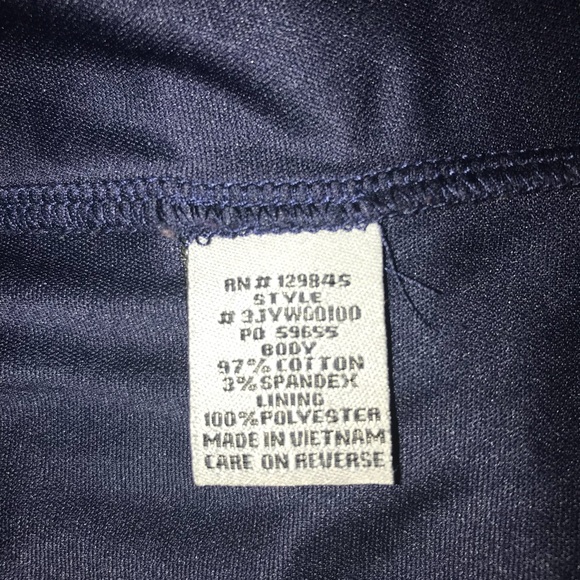 RN# 129845
STYLE
# 3JYWG0100
PO 59655
BODY
97% COTTON
3% SPANDEX
LINING
100% POLYESTER
MADE IN VIETNAM
CARE ON REVERSE